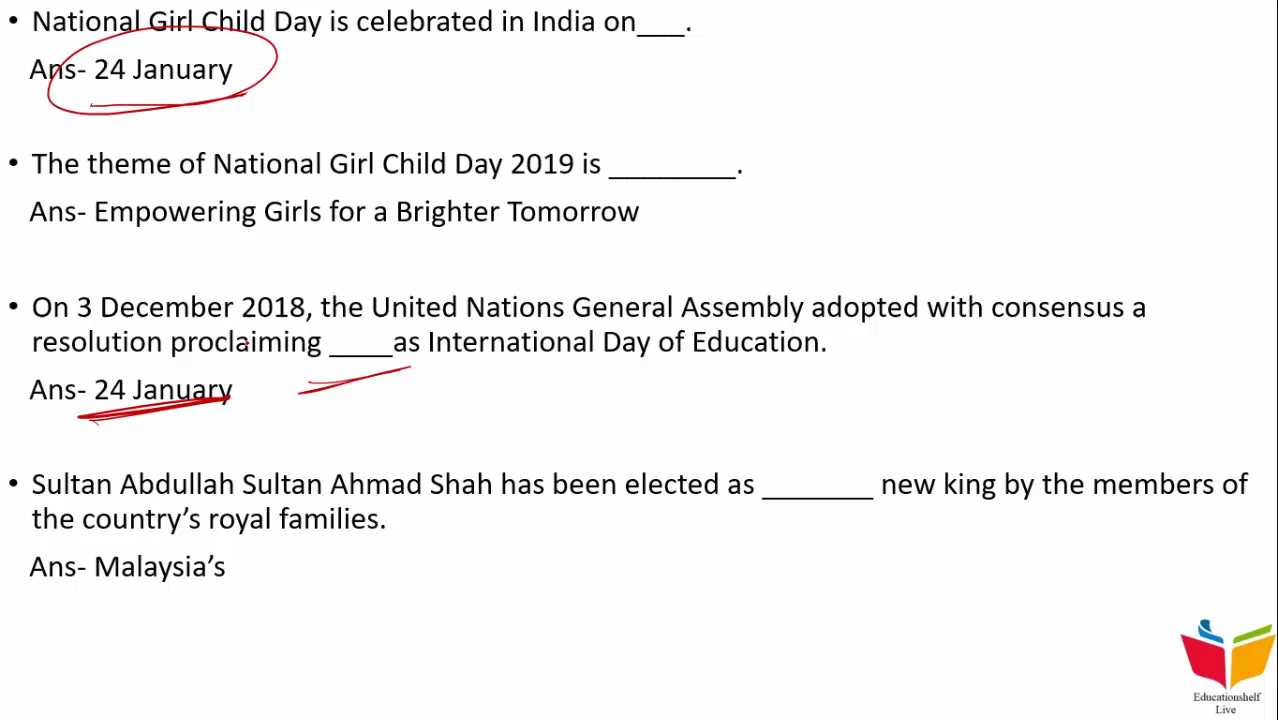 • National Girl Child Day is celebrated in India on___.
Ans- 24 January
• The theme of National Girl Child Day 2019 is ________.
Ans- Empowering Girls for a Brighter Tomorrow
• On 3 December 2018, the United Nations General Assembly adopted with consensus a
resolution proclaiming ____as International Day of Education.
Ans- 24 January
• Sultan Abdullah Sultan Ahmad Shah has been elected as _______ new king by the members of
the country’s royal families.
Ans- Malaysia’s
Educationshelf
Live